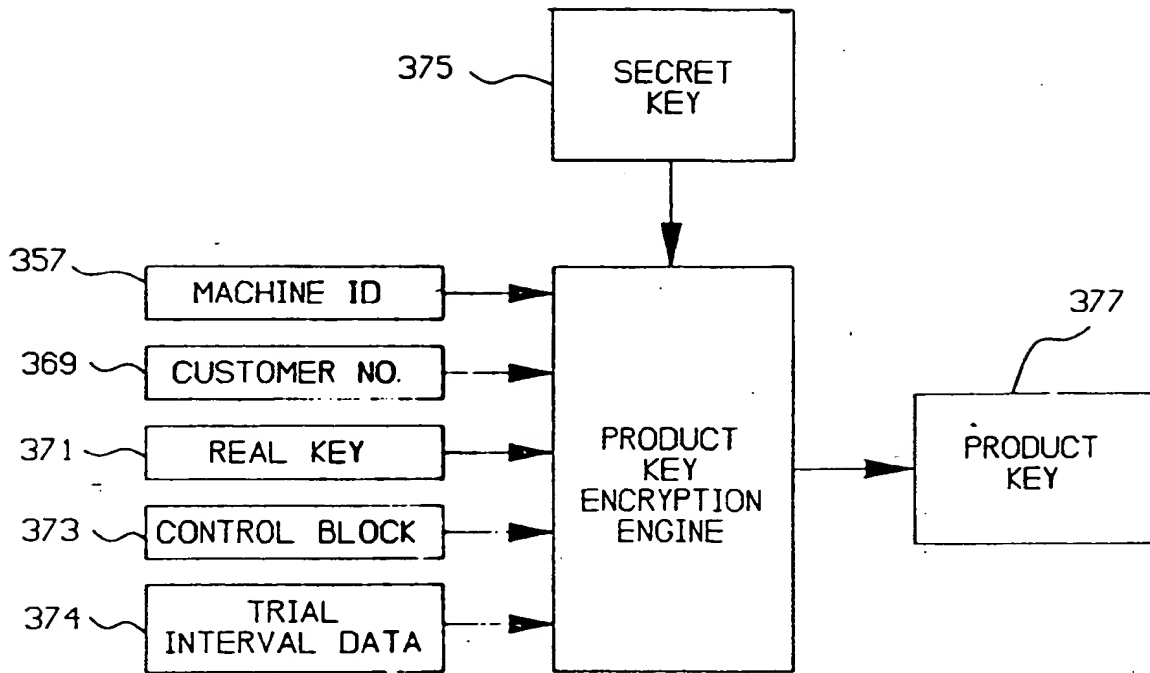 375
SECRET
KEY
357
MACHINE ID
369
CUSTOMER NO.
371
REAL KEY
373
CONTROL BLOCK
374
TRIAL
INTERVAL DATA
PRODUCT
KEY
ENCRYPTION
ENGINE
377
PRODUCT
KEY